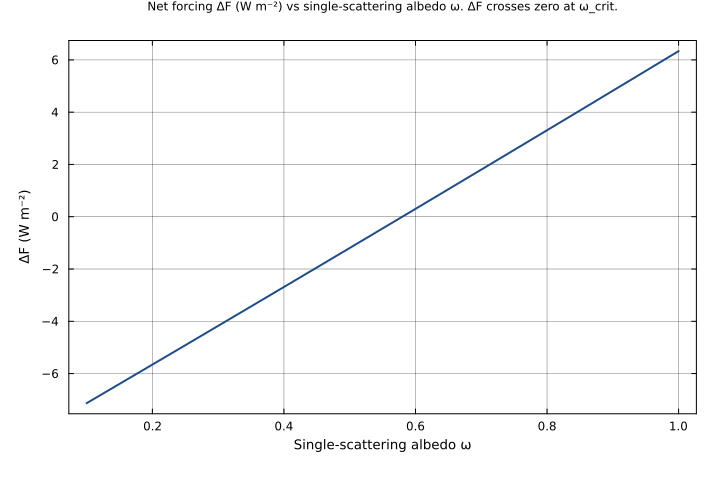 Net forcing ΔF (W m⁻²) vs single-scattering albedo ω. ΔF crosses zero at ω_crit.
6
4
2
0
−2
−4
−6
ΔF (W m⁻²)
0.2 0.4 0.6 0.8 1.0
Single-scattering albedo ω